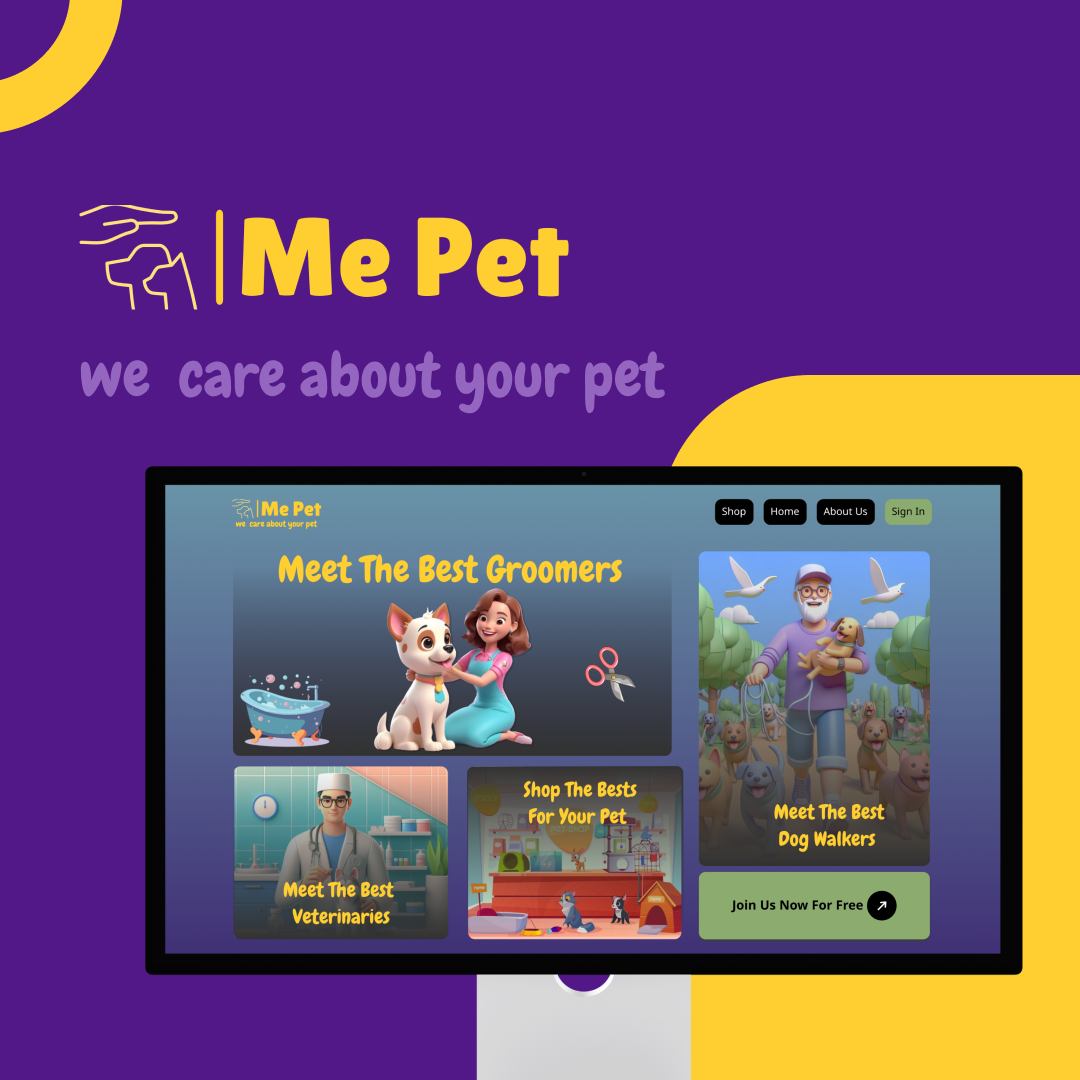 Me Pet
we care about your pet
Me Pet
we care about your pet
Shop
Home
About Us
Sign In
Meet The Best Groomers
Meet The Best
Veterinaries
Shop The Bests
For Your Pet
Meet The Best
Dog Walkers
Join Us Now For Free